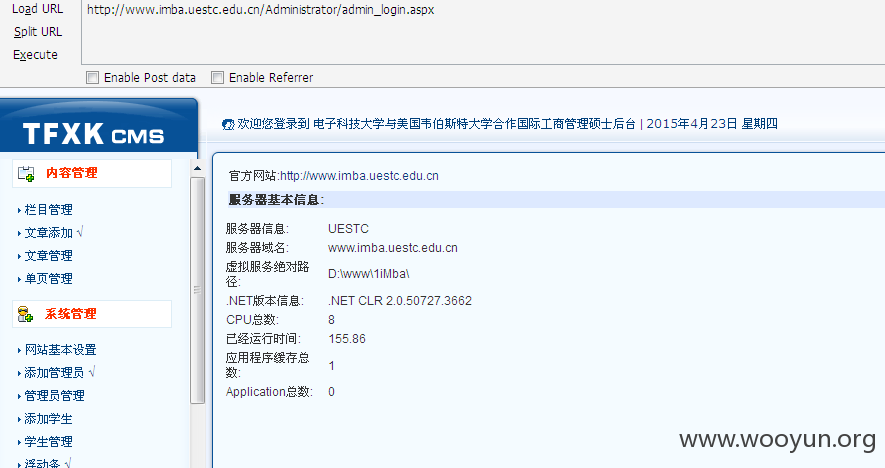 Load URL
http://www.imba.uestc.edu.cn/Administrator/admin_login.aspx
Split URL
Execute
Enable Post data
Enable Referrer
TFXK CMS
欢迎您登录到 电子科技大学与美国韦伯斯特大学合作国际工商管理硕士后台 | 2015年4月23日 星期四
内容管理
栏目管理
文章添加 √
文章管理
单页管理
系统管理
网站基本设置
添加管理员 √
管理员管理
添加学生
学生管理
浮动条 √
官方网站:http://www.imba.uestc.edu.cn
服务器基本信息:
服务器信息: UESTC
服务器域名: www.imba.uestc.edu.cn
虚拟服务绝对路
径: D:\www\1iMba\
.NET版本信息: .NET CLR 2.0.50727.3662
CPU总数: 8
已经运行时间: 155.86
应用程序缓存总
数: 1
Application总数: 0
www.wooyun.org